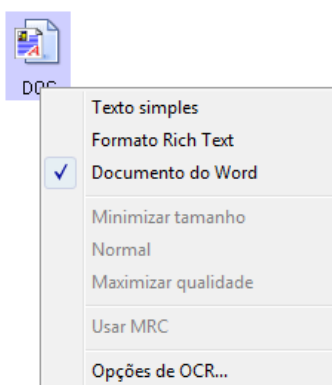 DOC
Texto simples
Formato Rich Text
Documento do Word
Minimizar tamanho
Normal
Maximizar qualidade
Usar MRC
Opções de OCR...